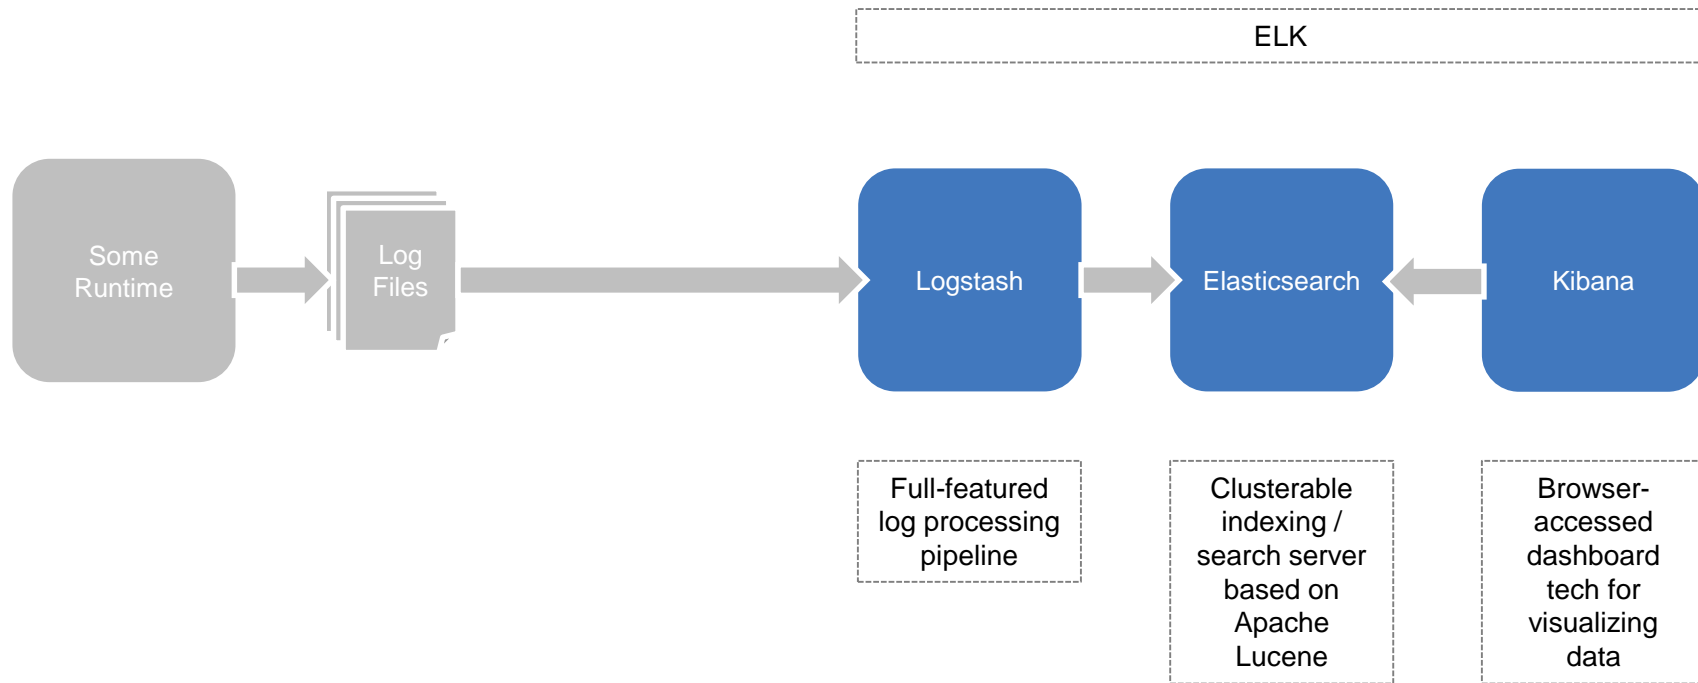 ELK
Some
Runtime
Log
Files
Logstash
Elasticsearch
Kibana
Full-featured
log processing
pipeline
Clusterable
indexing /
search server
based on
Apache
Lucene
Browser-
accessed
dashboard
tech for
visualizing
data